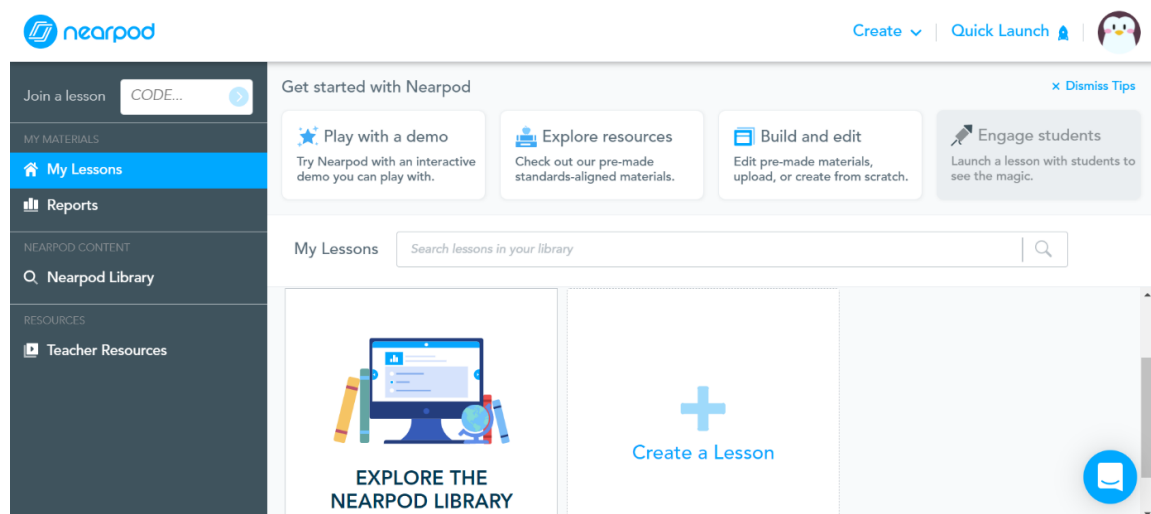 nearpod
Create
Quick Launch
Join a lesson
CODE...
MY MATERIALS
My Lessons
Reports
NEARPOD CONTENT
Nearpod Library
RESOURCES
Teacher Resources
Get started with Nearpod
× Dismiss Tips
Play with a demo
Try Nearpod with an interactive
demo you can play with.
Explore resources
Check out our pre-made
standards-aligned materials.
Build and edit
Edit pre-made materials,
upload, or create from scratch.
Engage students
Launch a lesson with students to
see the magic.
My Lessons
Search lessons in your library
EXPLORE THE
NEARPOD LIBRARY
Create a Lesson